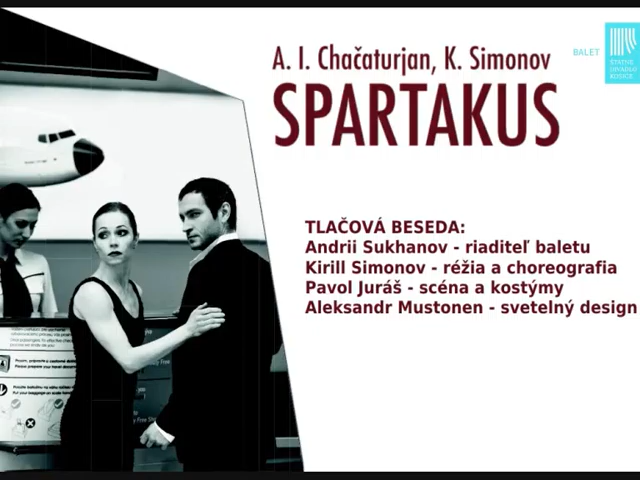 A. I. Chačaturjan, K. Simonov
SPARTAKUS
BALET
ŠTÁTNE
DIVADLO
KOŠICE
TLAČOVÁ BESEDA:
Andrii Sukhanov - riaditeľ baletu
Kirill Simonov - réžia a choreografia
Pavol Juráš - scéna a kostýmy
Aleksandr Mustonen - svetelný design